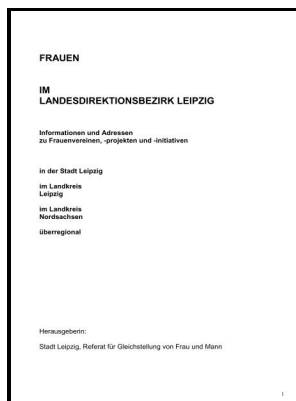 FRAUEN
IM
LANDESDIREKTIONSBEZIRK LEIPZIG
Informationen und Adressen
zu Frauenvereinen, -projekten und -initiativen
in der Stadt Leipzig
im Landkreis
Leipzig
im Landkreis
Nordsachsen
überregional
Herausgeberin:
Stadt Leipzig, Referat für Gleichstellung von Frau und Mann
1